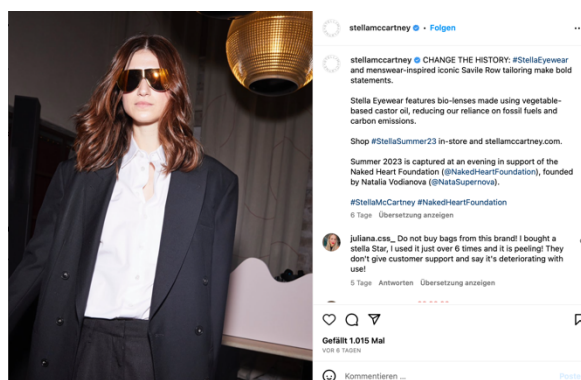 stellamccartney • Folgen
stellamccartney CHANGE THE HISTORY: #StellaEyewear
and menswear-inspired iconic Savile Row tailoring make bold
statements.
Stella Eyewear features bio-lenses made using vegetable-
based castor oil, reducing our reliance on fossil fuels and
carbon emissions.
Shop #StellaSummer23 in-store and stellamccartney.com.
Summer 2023 is captured at an evening in support of the
Naked Heart Foundation (@NakedHeartFoundation), founded
by Natalia Vodianova (@NataSupernova).
#StellaMcCartney #NakedHeartFoundation
6 Tage Übersetzung anzeigen
juliana.css_ Do not buy bags from this brand! I bought a
stella Star, I used it just over 6 times and it is peeling! They
don't give customer support and say it's deteriorating with
use!
5 Tage Antworten Übersetzung anzeigen
Gefällt 1.015 Mal
VOR 6 TAGEN
Kommentieren ...